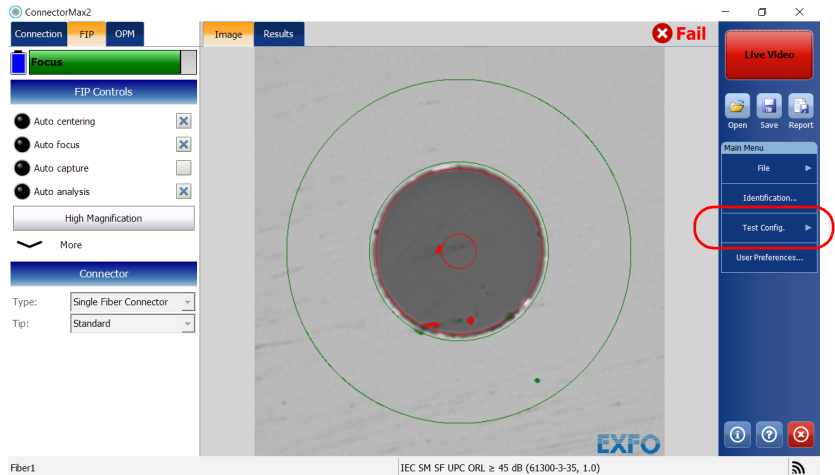 ConnectorMax2
Connection FIP OPM
Focus
FIP Controls
Auto centering
Auto focus
Auto capture
Auto analysis
High Magnification
More
Connector
Type: Single Fiber Connector
Tip: Standard
Image Results
Fail
EXFO
Live Video
Open Save Report
Main Menu
File
Identification...
Test Config.
User Preferences...
Fiber1
IEC SM SF UPC ORL ≥ 45 dB (61300-3-35, 1.0)